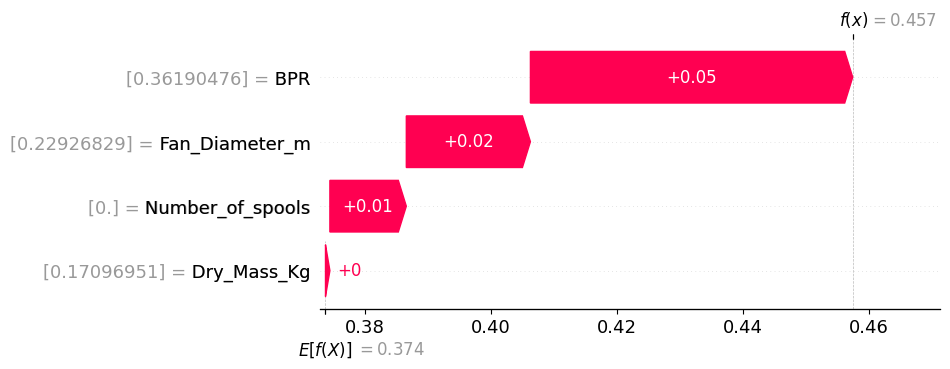 f(x) = 0.457
[0.36190476] = BPR
+0.05
[0.22926829] = Fan_Diameter_m
+0.02
[0.] = Number_of_spools
+0.01
[0.17096951] = Dry_Mass_Kg
+0
0.38 0.40 0.42 0.44 0.46
E[f(X)] = 0.374